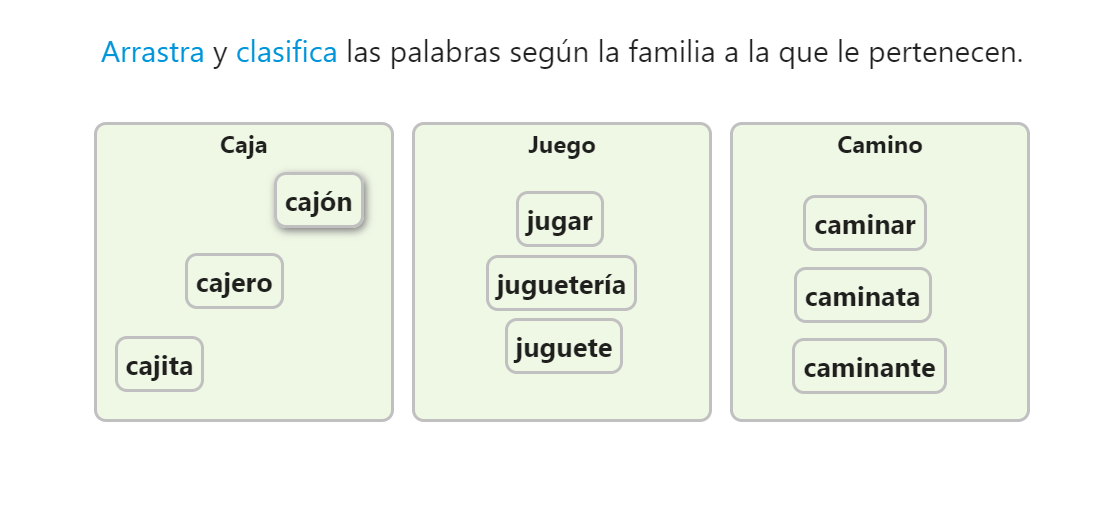 Arrastra y clasifica las palabras según la familia a la que le pertenecen.
Caja
cajón
cajero
cajita
Juego
jugar
juguetería
juguete
Camino
caminar
caminata
caminante